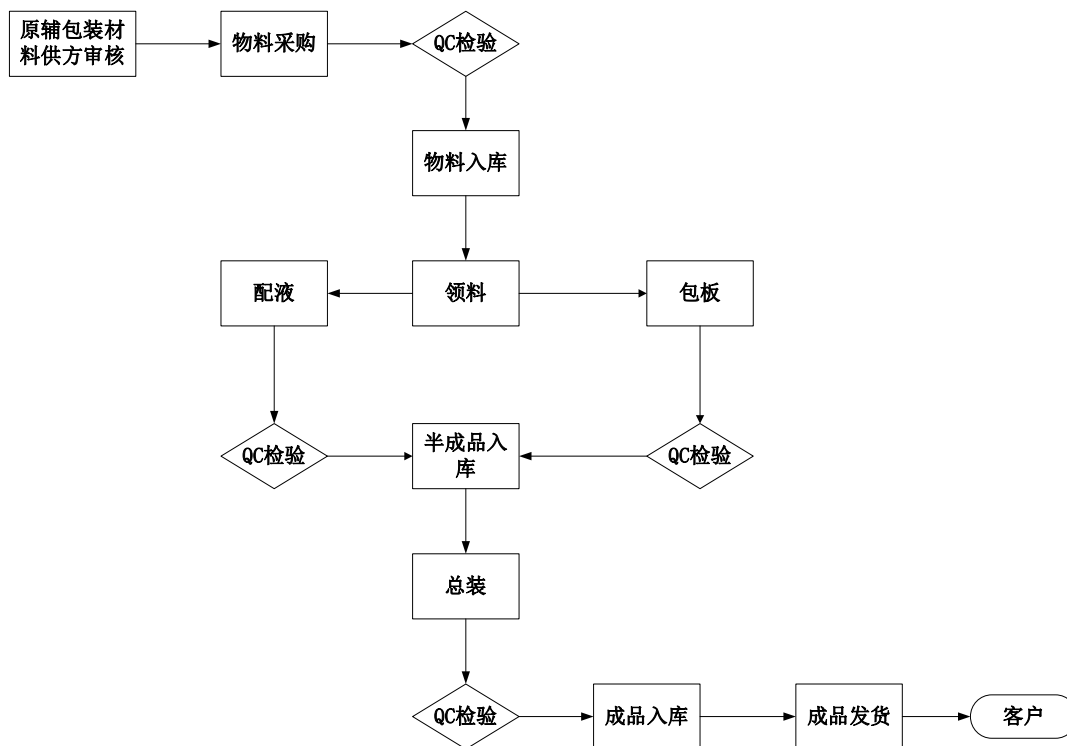 原辅包装材
料供方审核
物料采购
QC检验
物料入库
配液
领料
包板
QC检验
半成品入
库
QC检验
总装
QC检验
成品入库
成品发货
客户